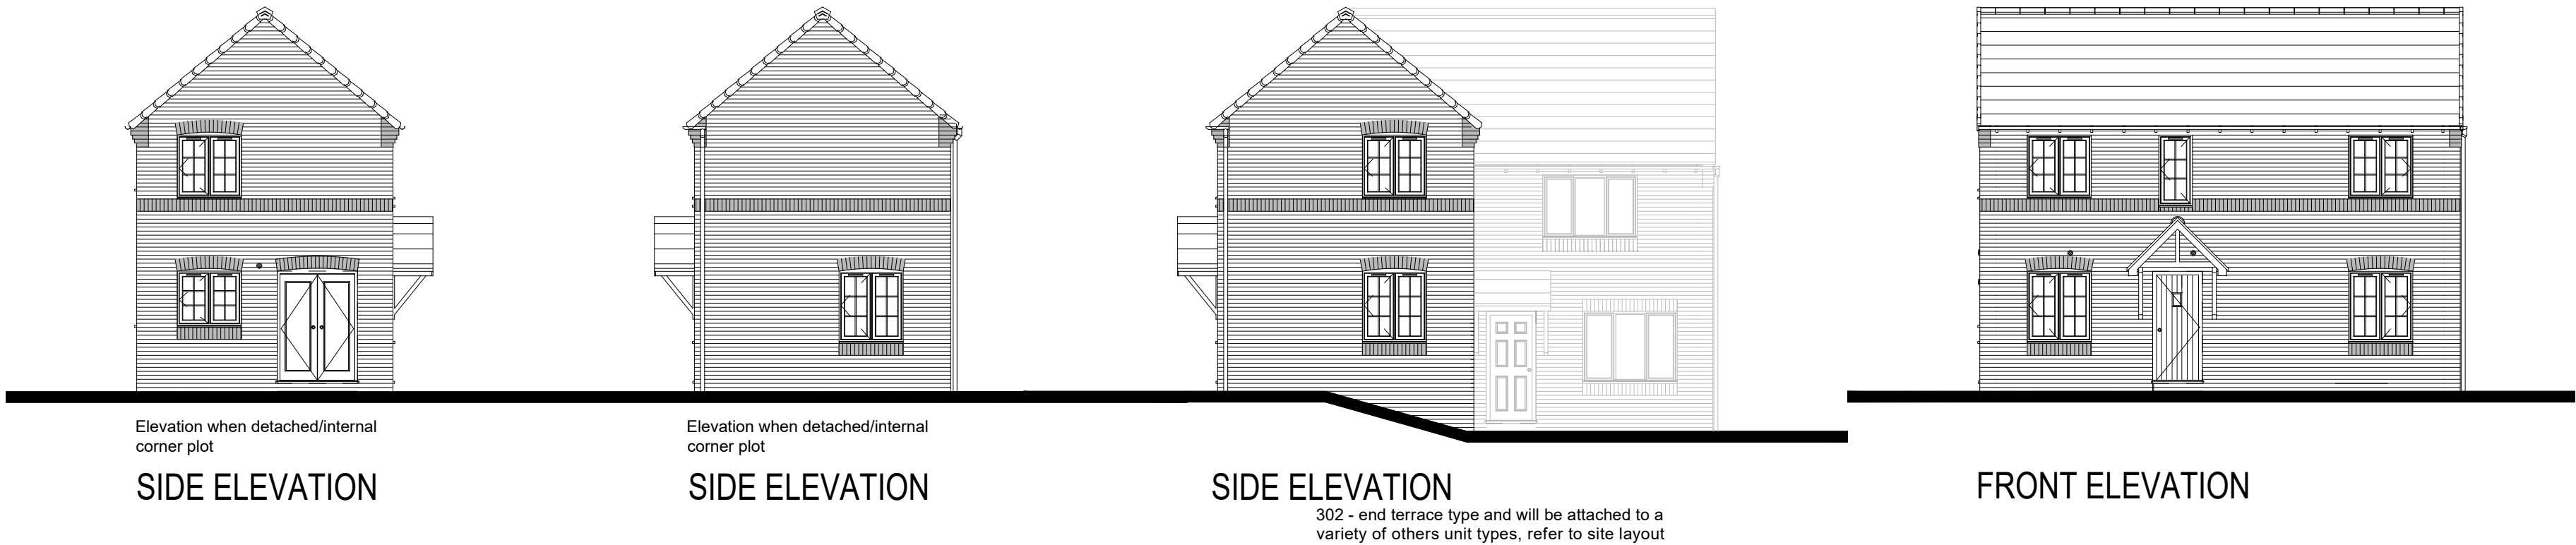 Elevation when detached/internal
corner plot
SIDE ELEVATION
Elevation when detached/internal
corner plot
SIDE ELEVATION
SIDE ELEVATION
302 - end terrace type and will be attached to a
variety of others unit types, refer to site layout
FRONT ELEVATION